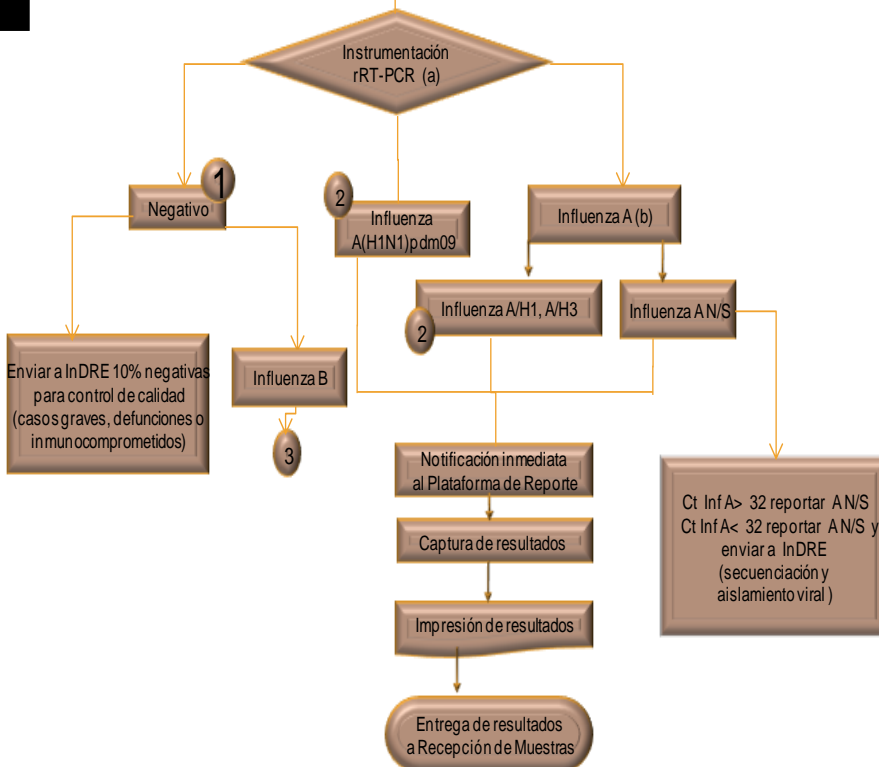 Instrumentación
rRT-PCR (a)
1
Negativo
2
Influenza
A(H1N1)pdm09
Influenza A (b)
Influenza A/H1, A/H3
2
Influenza A N/S
Enviar a InDRE 10% negativas
para control de calidad
(casos graves, defunciones o
inmunocomprometidos)
Influenza B
3
Notificación inmediata
al Plataforma de Reporte
Captura de resultados
Impresión de resultados
Entrega de resultados
a Recepción de Muestras
Ct Inf A> 32 reportar A N/S
Ct Inf A< 32 reportar A N/S y
enviar a InDRE
(secuenciación y
aislamiento viral )